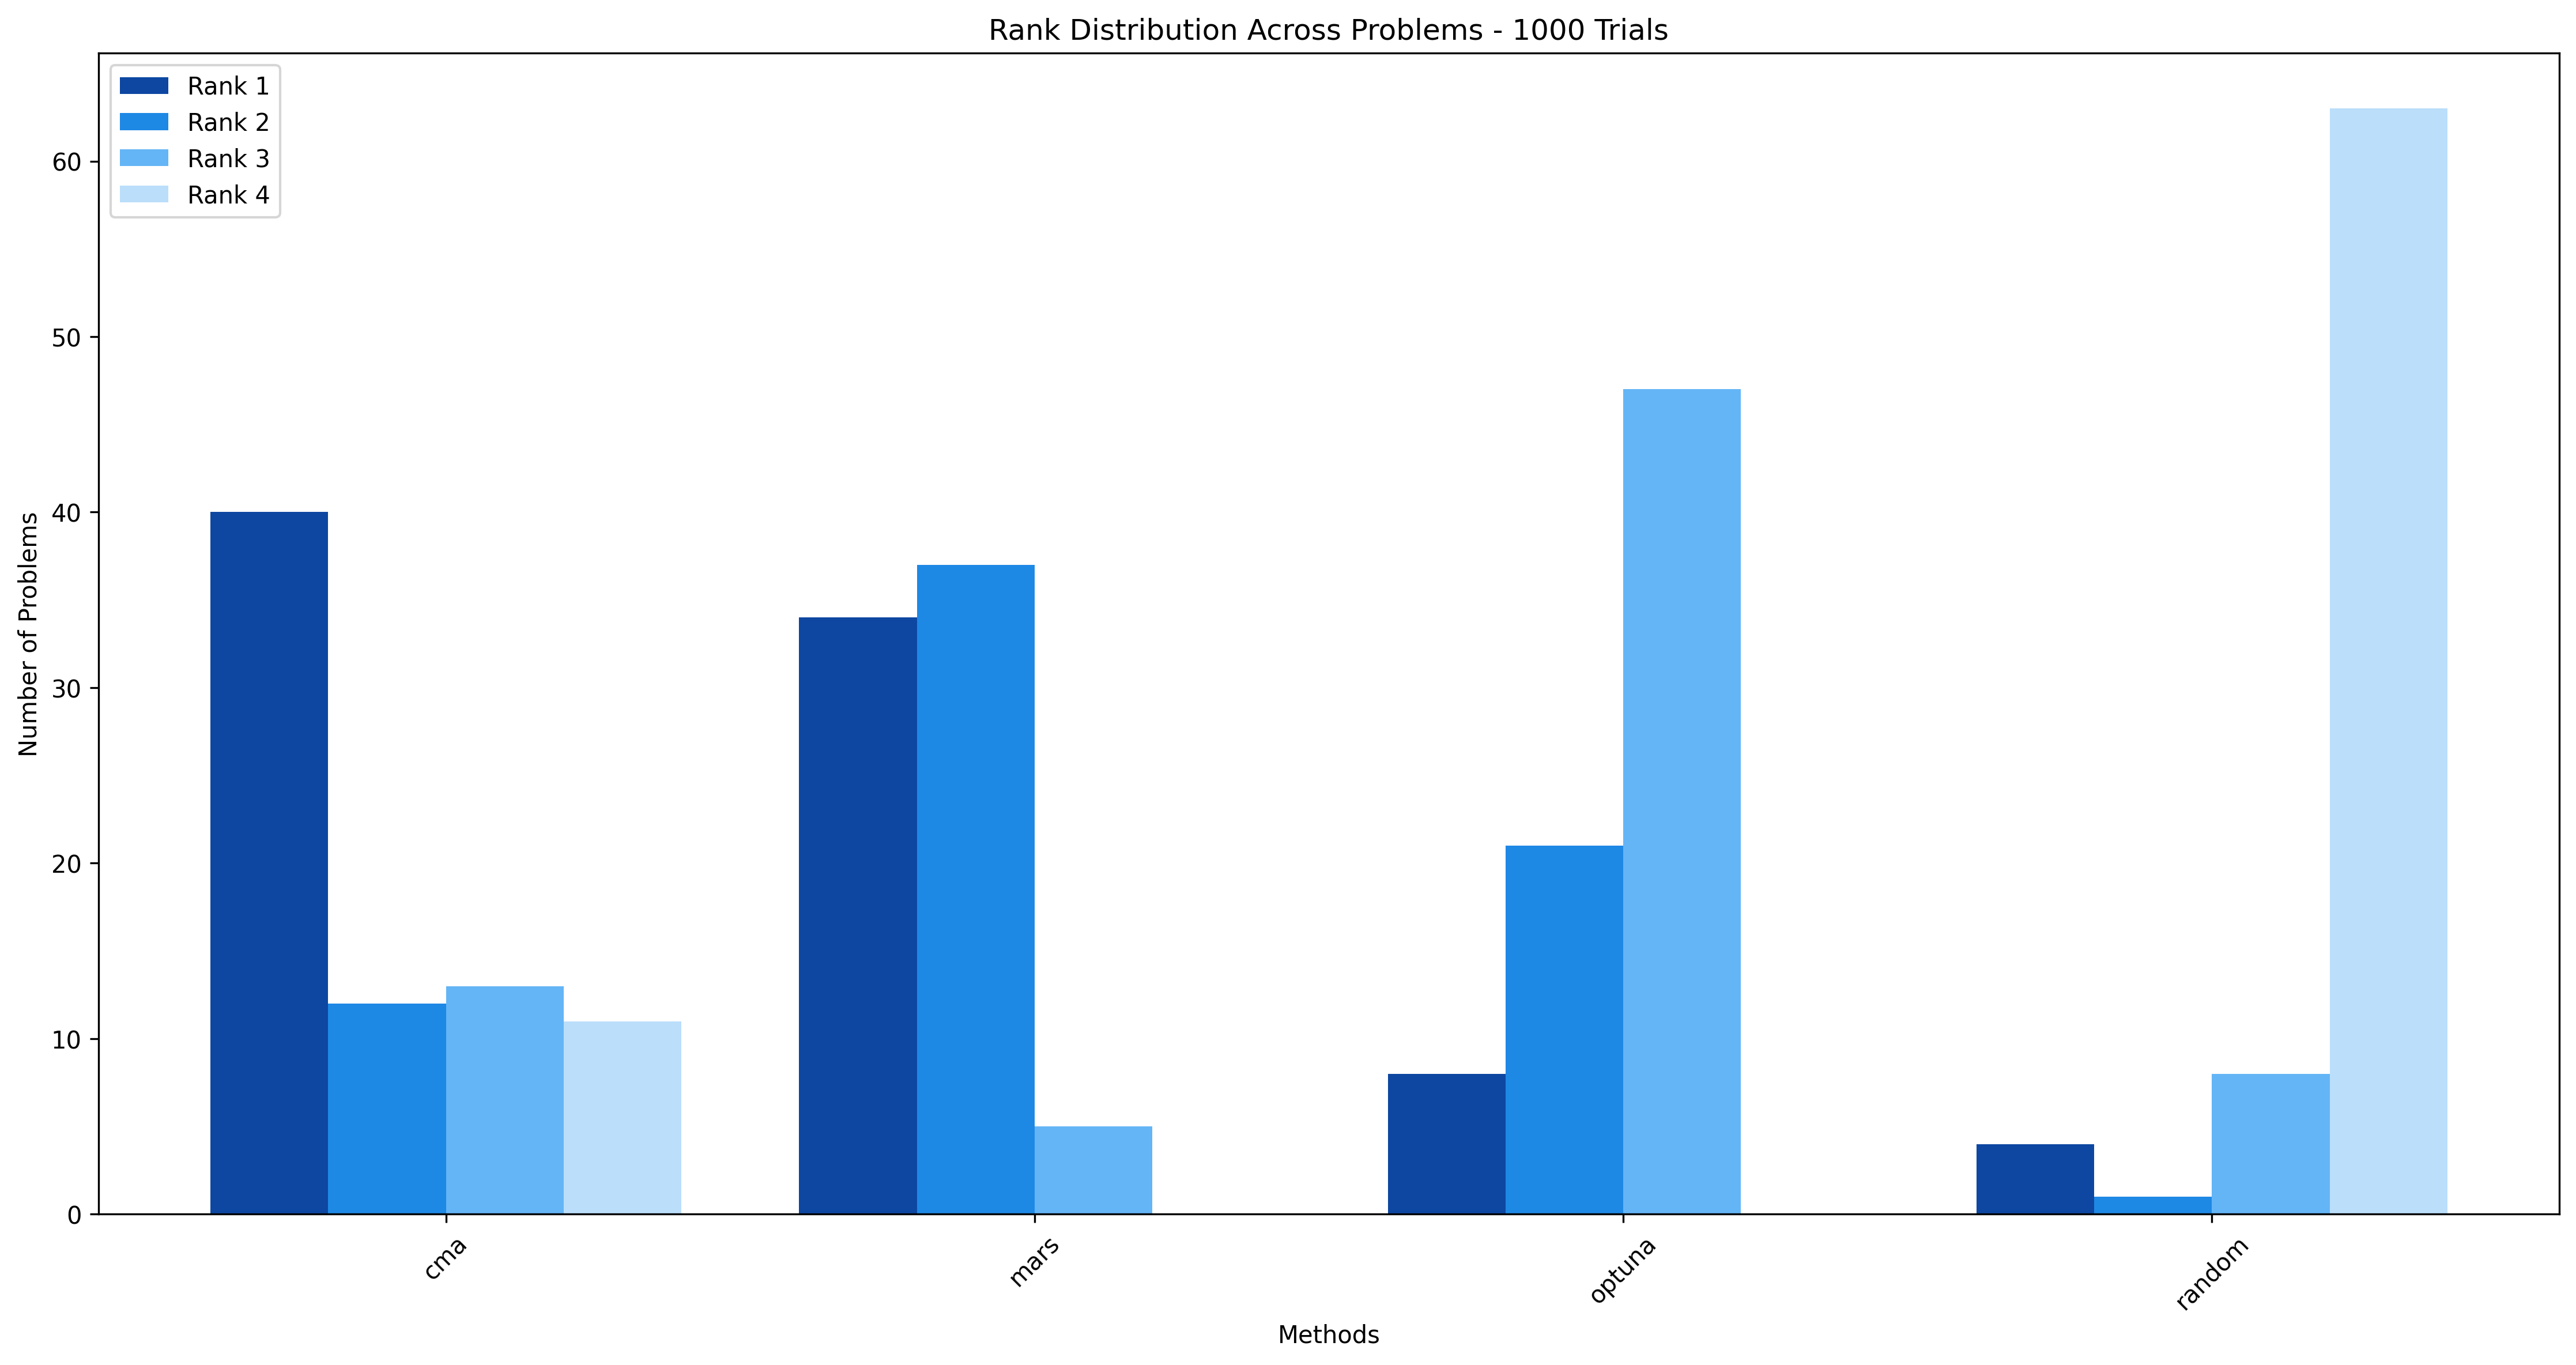 Rank Distribution Across Problems - 1000 Trials
Rank 1
Rank 2
Rank 3
Rank 4
Number of Problems
60
50
40
30
20
10
0
cma
mars
optuna
random
Methods